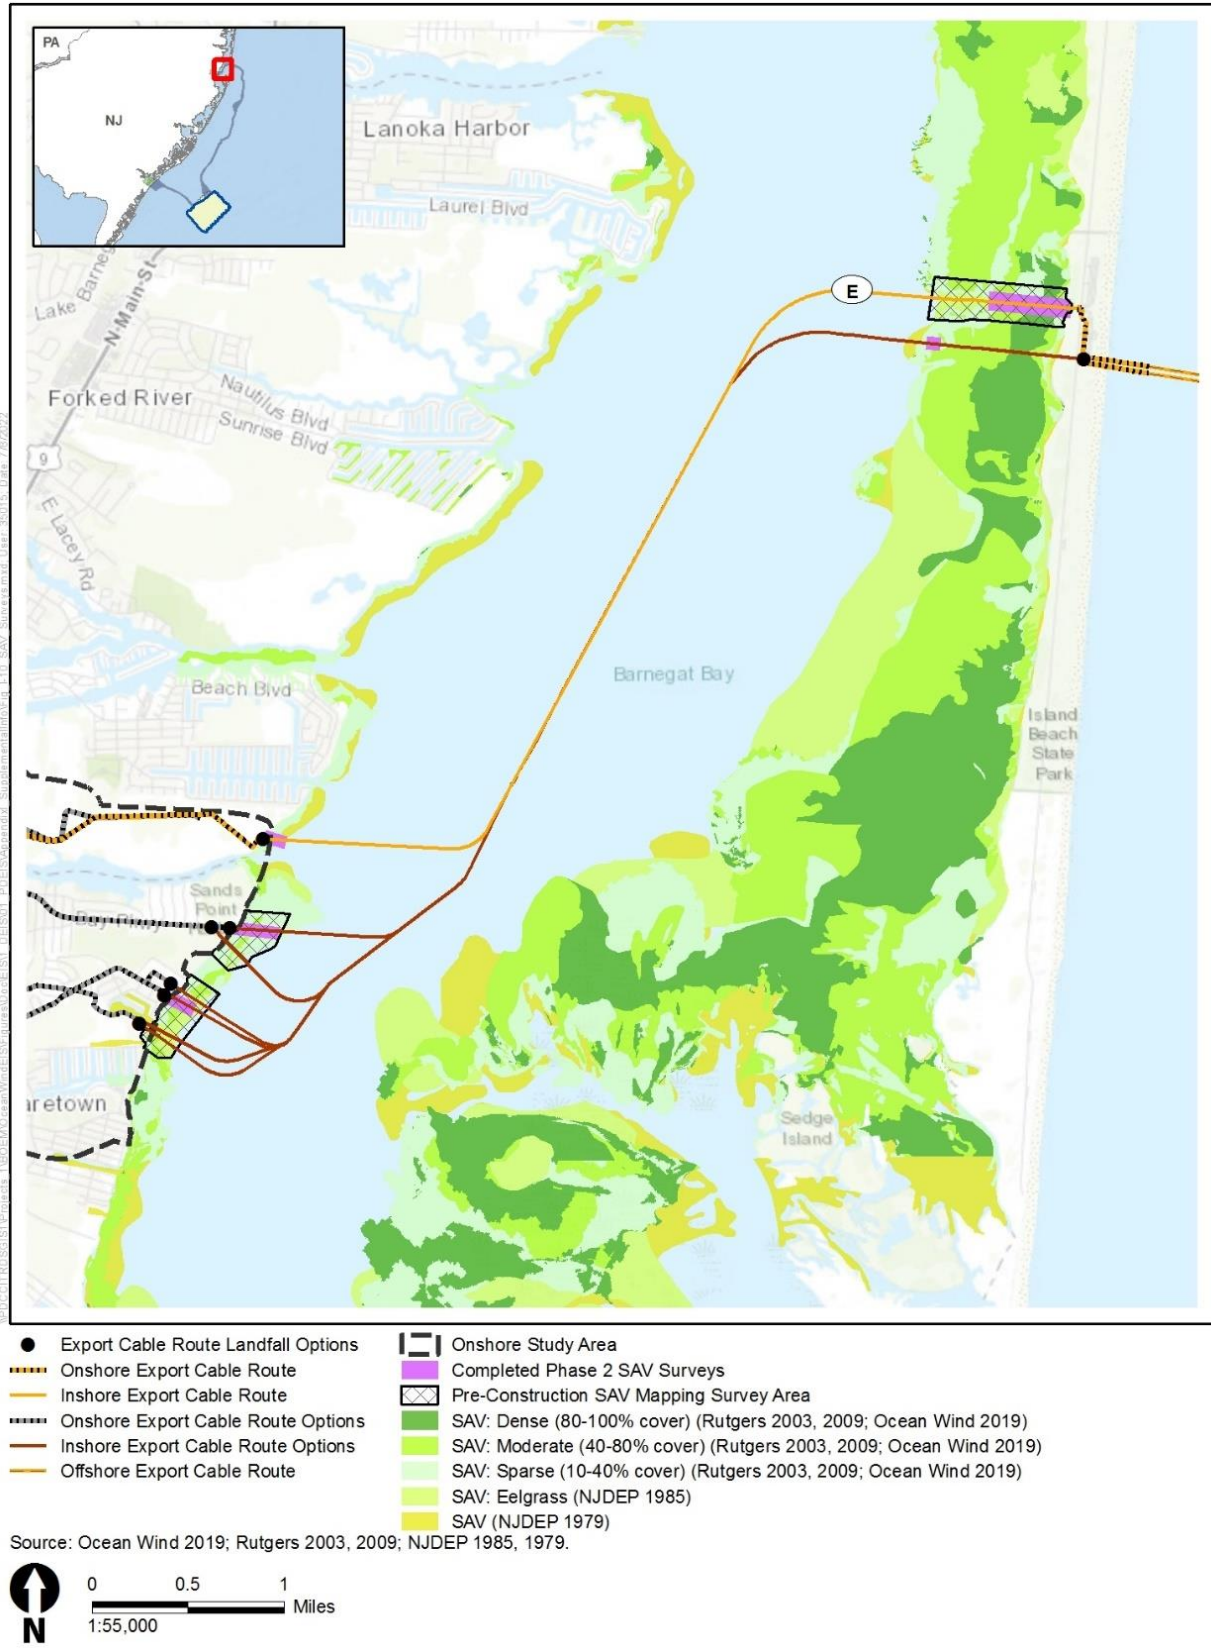 PA
NJ
Lanoka Harbor
Laurel Blvd
Lake Barneg
N Main St
E
Forked River
Nautilus Blvd
Sunrise Blvd
9
E Lacey Rd
Barnegat Bay
Beach Blvd
Island
Beach
State
Park
Sands
Point
Bay Pkwy
aretown
Sedge
Island
Export Cable Route Landfall Options
Onshore Export Cable Route
Inshore Export Cable Route
Onshore Export Cable Route Options
Inshore Export Cable Route Options
Offshore Export Cable Route
Onshore Study Area
Completed Phase 2 SAV Surveys
Pre-Construction SAV Mapping Survey Area
SAV: Dense (80-100% cover) (Rutgers 2003, 2009; Ocean Wind 2019)
SAV: Moderate (40-80% cover) (Rutgers 2003, 2009; Ocean Wind 2019)
SAV: Sparse (10-40% cover) (Rutgers 2003, 2009; Ocean Wind 2019)
SAV: Eelgrass (NJDEP 1985)
SAV (NJDEP 1979)
Source: Ocean Wind 2019; Rutgers 2003, 2009; NJDEP 1985, 1979.
N
0 0.5 1
Miles
1:55,000